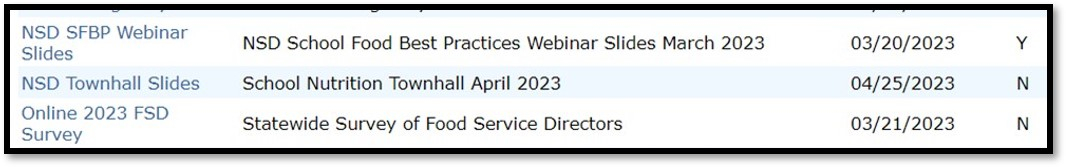 NSD SFBP Webinar
Slides
NSD School Food Best Practices Webinar Slides March 2023 03/20/2023 Y
NSD Townhall Slides School Nutrition Townhall April 2023 04/25/2023 N
Online 2023 FSD
Survey
Statewide Survey of Food Service Directors 03/21/2023 N